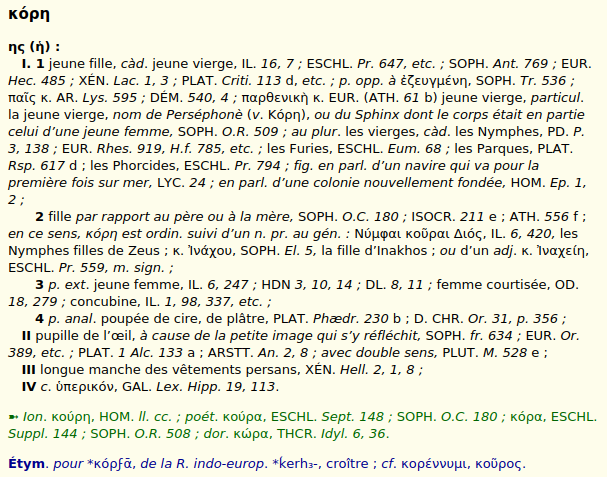 κόρη
ης (ἡ) :
I. 1 jeune fille, càd. jeune vierge, IL. 16, 7 ; ESCHL. Pr. 647, etc. ; SOPH. Ant. 769 ; EUR.
Hec. 485 ; XÉN. Lac. 1, 3 ; PLAT. Criti. 113 d, etc. ; p. opp. à ἐζευγμένη, SOPH. Tr. 536 ;
παῖς κ. AR. Lys. 595 ; DÉM. 540, 4 ; παρθενικὴ κ. EUR. (ATH. 61 b) jeune vierge, particul.
la jeune vierge, nom de Perséphonè (v. Κόρη), ou du Sphinx dont le corps était en partie
celui d’une jeune femme, SOPH. O.R. 509 ; au plur. les vierges, càd. les Nymphes, PD. P.
3, 138 ; EUR. Rhes. 919, H.f. 785, etc. ; les Furies, ESCHL. Eum. 68 ; les Parques, PLAT.
Rsp. 617 d ; les Phorcides, ESCHL. Pr. 794 ; fig. en parl. d’un navire qui va pour la
première fois sur mer, LYC. 24 ; en parl. d’une colonie nouvellement fondée, HOM. Ep. 1,
2 ;
2 fille par rapport au père ou à la mère, SOPH. O.C. 180 ; ISOCR. 211 e ; ATH. 556 f ;
en ce sens, κόρη est ordin. suivi d’un n. pr. au gén. : Νύμφαι κοῦραι Διός, IL. 6, 420, les
Nymphes filles de Zeus ; κ. Ἰνάχου, SOPH. El. 5, la fille d’Inakhos ; ou d’un adj. κ. Ἰναχείη,
ESCHL. Pr. 559, m. sign. ;
3 p. ext. jeune femme, IL. 6, 247 ; HDN 3, 10, 14 ; DL. 8, 11 ; femme courtisée, OD.
18, 279 ; concubine, IL. 1, 98, 337, etc. ;
4 p. anal. poupée de cire, de plâtre, PLAT. Phædr. 230 b ; D. CHR. Or. 31, p. 356 ;
II pupille de l’œil, à cause de la petite image qui s’y réfléchit, SOPH. fr. 634 ; EUR. Or.
389, etc. ; PLAT. 1 Alc. 133 a ; ARSTT. An. 2, 8 ; avec double sens, PLUT. M. 528 e ;
III longue manche des vêtements persans, XÉN. Hell. 2, 1, 8 ;
IV c. ὑπερικόν, GAL. Lex. Hipp. 19, 113.
➳ Ion. κούρη, HOM. ll. cc. ; poét. κούρα, ESCHL. Sept. 148 ; SOPH. O.C. 180 ; κόρα, ESCHL.
Suppl. 144 ; SOPH. O.R. 508 ; dor. κώρα, THCR. Idyl. 6, 36.
Étym. pour *κόρϝᾱ, de la R. indo-europ. *ḱerh₃-, croître ; cf. κορέννυμι, κοῦρος.